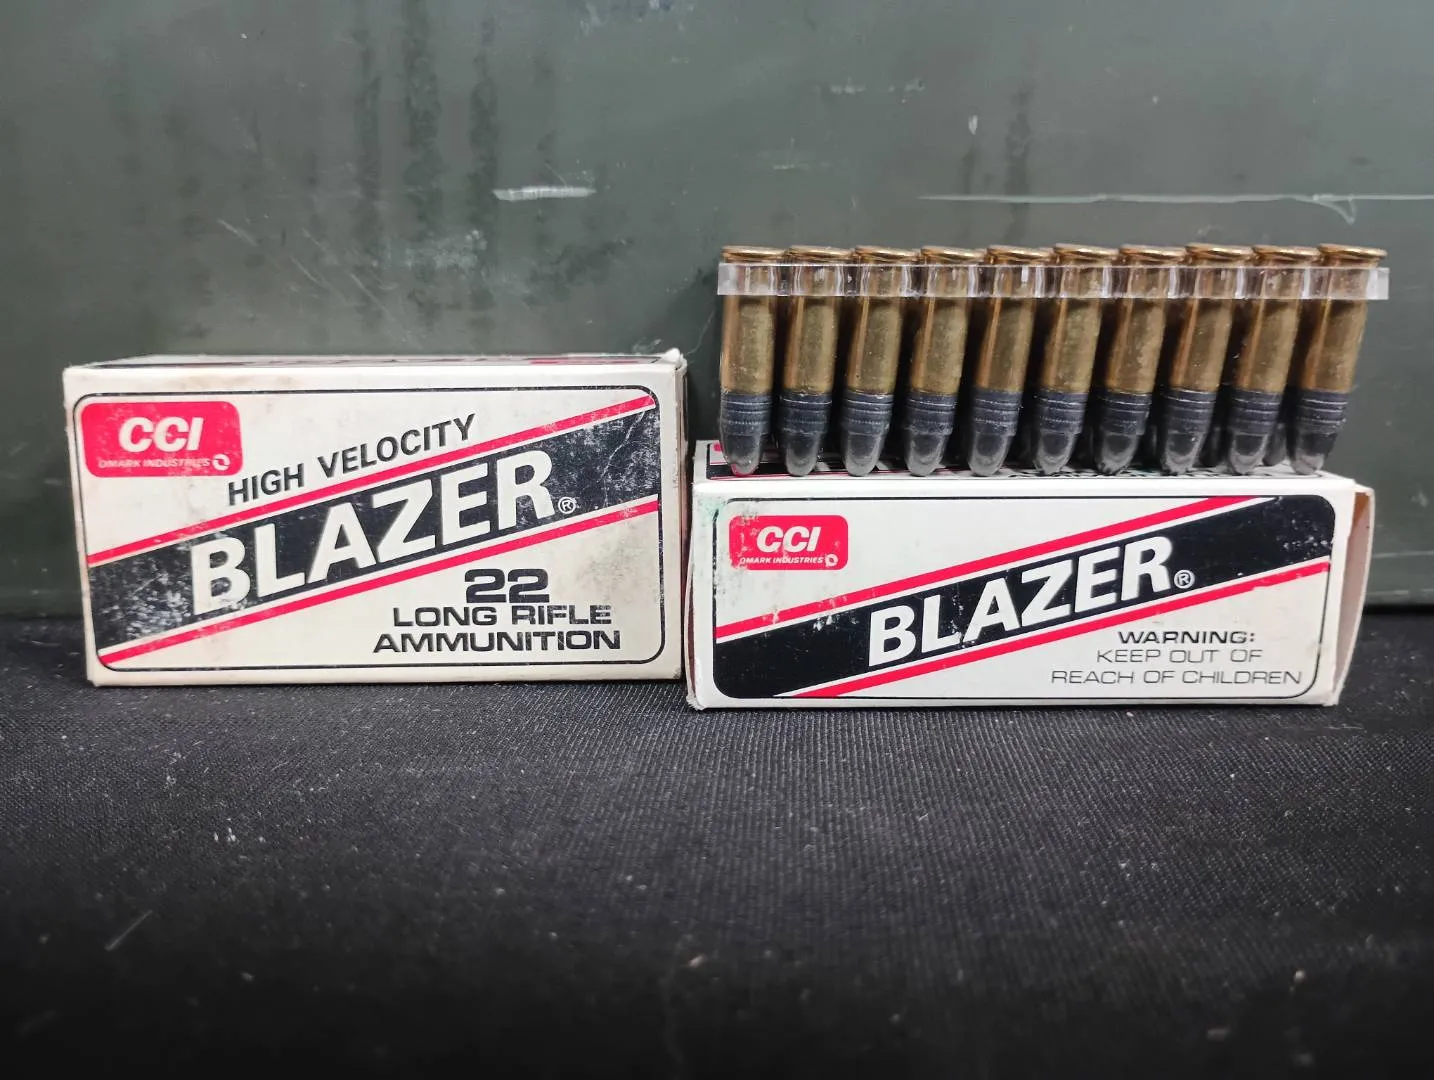 CCI
OMARK INDUSTRIES
HIGH VELOCITY
BLAZER®
22
LONG RIFLE
AMMUNITION
CCI
OMARK INDUSTRIES
BLAZER®
WARNING:
KEEP OUT OF
REACH OF CHILDREN